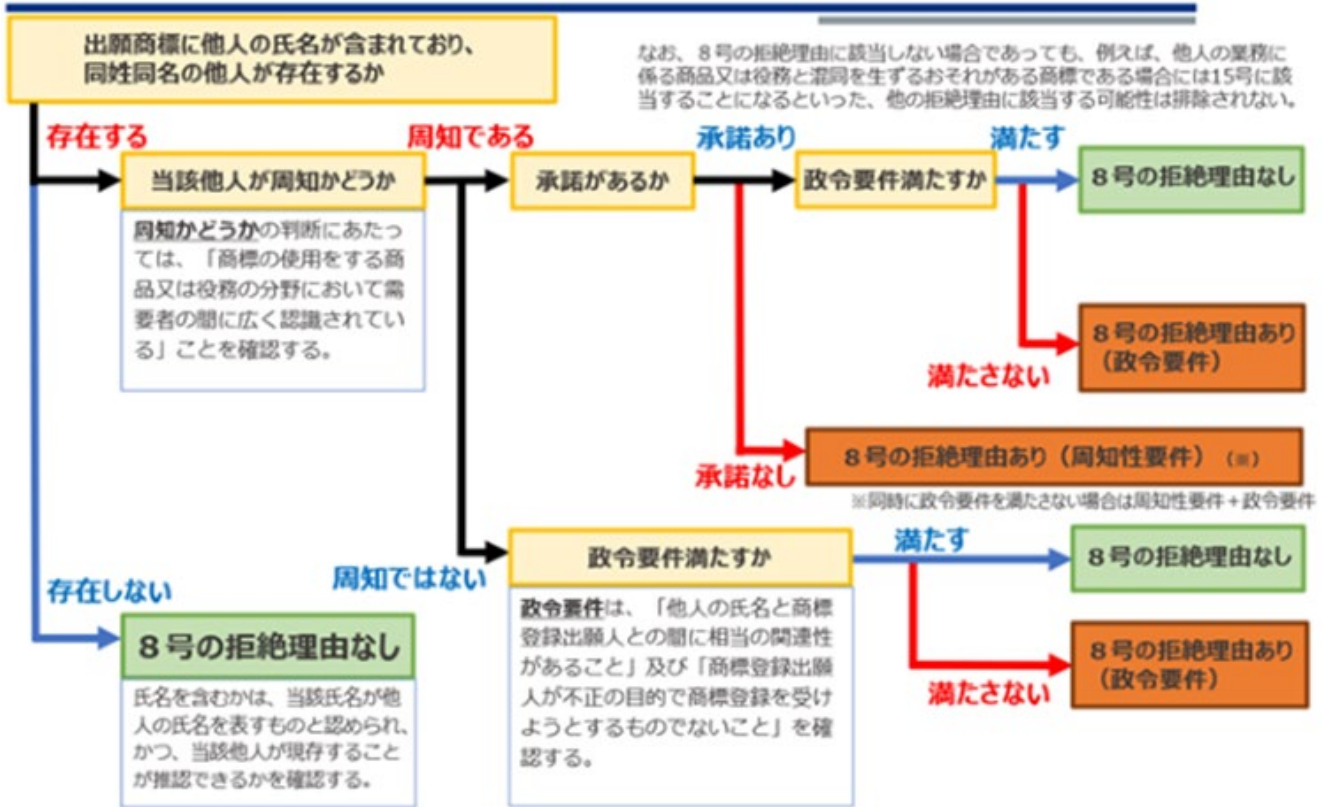 出願商標に他人の氏名が含まれており、
同姓同名の他人が存在するか
なお、８号の拒絶理由に該当しない場合であっても、例えば、他人の業務に
係る商品又は役務と混同を生ずるおそれがある商標である場合には15号に該
当することになるといった、他の拒絶理由に該当する可能性は排除されない。
存在する
周知である
承諾あり
満たす
当該他人が周知かどうか
承諾があるか
政令要件満たすか
８号の拒絶理由なし
周知かどうかの判断にあたっ
ては、「商標の使用をする商
品又は役務の分野において需
要者の間に広く認識されてい
る」ことを確認する。
８号の拒絶理由あり
（政令要件）
満たさない
８号の拒絶理由あり（周知性要件）（※）
承諾なし
※同時に政令要件を満たさない場合は周知性要件＋政令要件
満たす
政令要件満たすか
８号の拒絶理由なし
周知ではない
存在しない
政令要件は、「他人の氏名と商標
登録出願人との間に相当の関連性
があること」及び「商標登録出願
人が不正の目的で商標登録を受け
ようとするものでないこと」を確
認する。
８号の拒絶理由なし
８号の拒絶理由あり
（政令要件）
満たさない
氏名を含むかは、当該氏名が他
人の氏名を表すものと認められ、
かつ、当該他人が現存すること
が推認できるかを確認する。